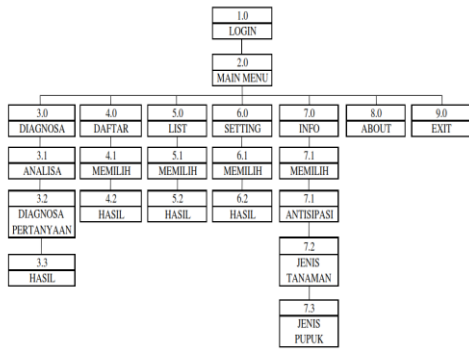 1.0
LOGIN
2.0
MAIN MENU
3.0
DIAGNOSA
4.0
DAFTAR
5.0
LIST
6.0
SETTING
7.0
INFO
8.0
ABOUT
9.0
EXIT
3.1
ANALISA
4.1
MEMILIH
5.1
MEMILIH
6.1
MEMILIH
7.1
MEMILIH
3.2
DIAGNOSA
PERTANYAAN
4.2
HASIL
5.2
HASIL
6.2
HASIL
7.1
ANTISIPASI
3.3
HASIL
7.2
JENIS
TANAMAN
7.3
JENIS
PUPUK